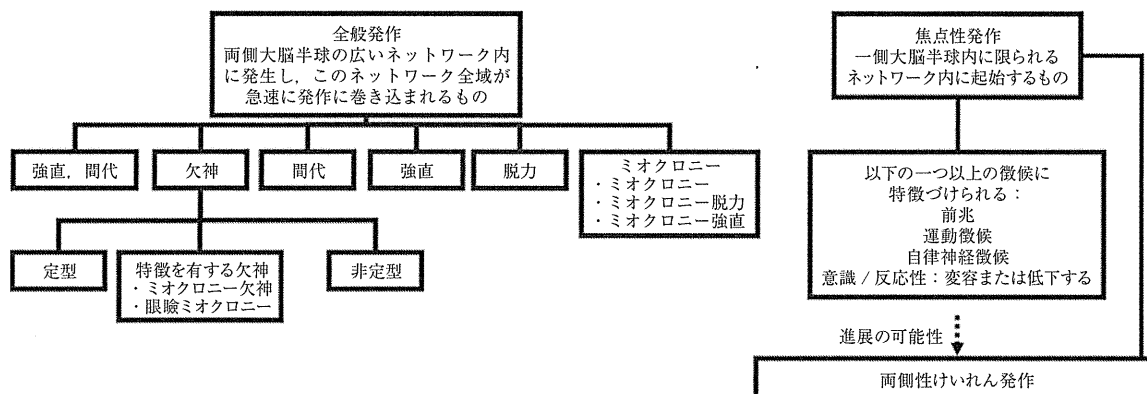 全般発作
両側大脳半球の広いネットワーク内
に発生し，このネットワーク全域が
急速に発作に巻き込まれるもの
強直，間代
欠神
間代
強直
脱力
ミオクロニー
・ミオクロニー
・ミオクロニー脱力
・ミオクロニー強直
定型
特徴を有する欠神
・ミオクロニー欠神
・眼瞼ミオクロニー
非定型
焦点性発作
一側大脳半球内に限られる
ネットワーク内に起始するもの
以下の一つ以上の徴候に
特徴づけられる：
前兆
運動徴候
自律神経徴候
意識 / 反応性：変容または低下する
進展の可能性
両側性けいれん発作